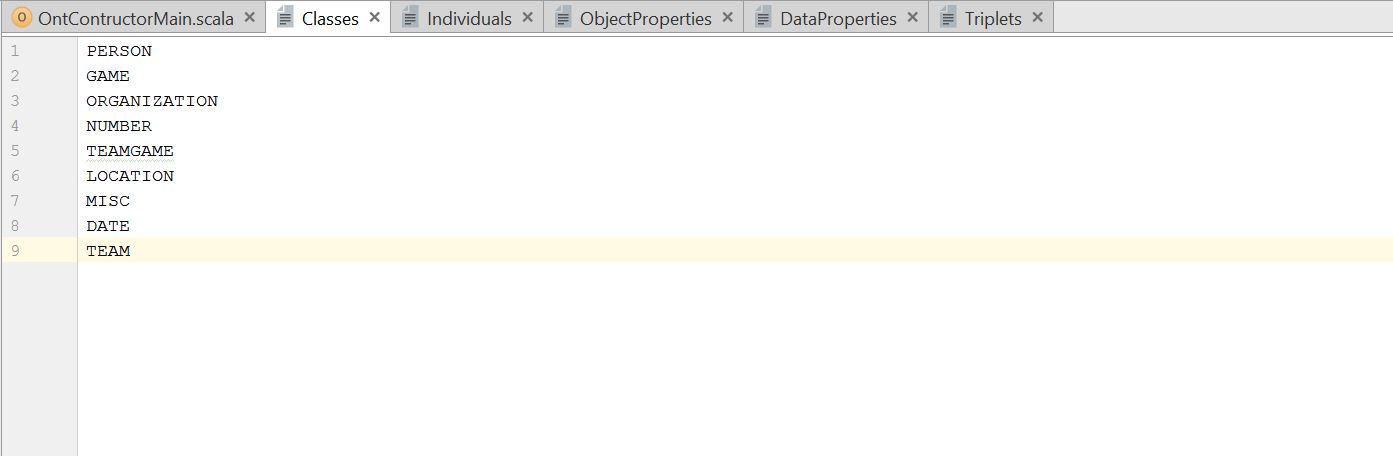 OntContructorMain.scala Classes Individuals ObjectProperties DataProperties Triplets
1 PERSON
2 GAME
3 ORGANIZATION
4 NUMBER
5 TEAMGAME
6 LOCATION
7 MISC
8 DATE
9 TEAM